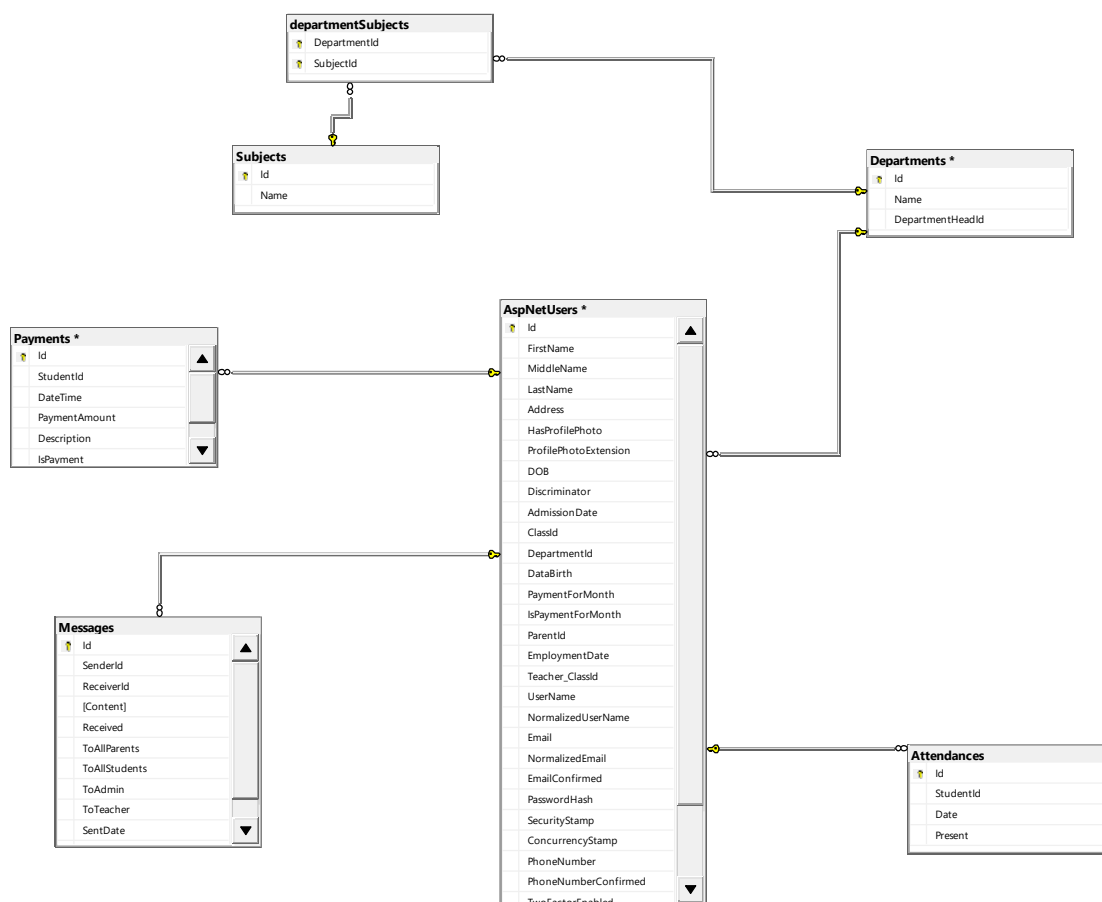 departmentSubjects
DepartmentId
SubjectId
Subjects
Id
Name
Departments *
Id
Name
DepartmentHeadId
Payments *
Id
StudentId
DateTime
PaymentAmount
Description
IsPayment
AspNetUsers *
Id
FirstName
MiddleName
LastName
Address
HasProfilePhoto
ProfilePhotoExtension
DOB
Discriminator
AdmissionDate
ClassId
DepartmentId
DataBirth
PaymentForMonth
IsPaymentForMonth
ParentId
EmploymentDate
Teacher_ClassId
UserName
NormalizedUserName
Email
NormalizedEmail
EmailConfirmed
PasswordHash
SecurityStamp
ConcurrencyStamp
PhoneNumber
PhoneNumberConfirmed
TwoFactorEnabled
Messages
Id
SenderId
ReceiverId
[Content]
Received
ToAllParents
ToAllStudents
ToAdmin
ToTeacher
SentDate
Attendances
Id
StudentId
Date
Present